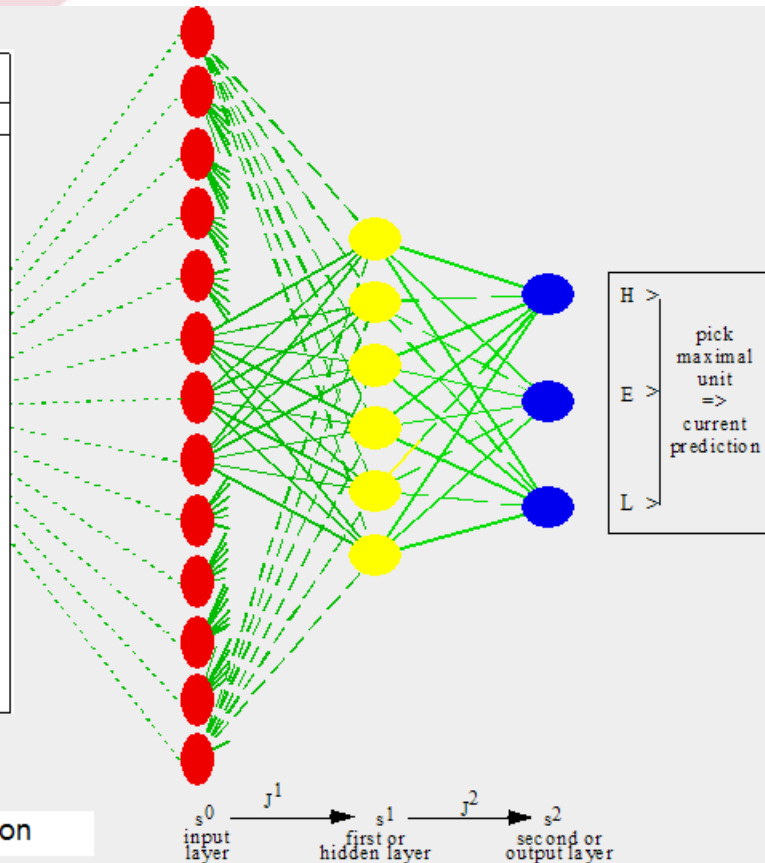 H >
pick
maximal
unit
E >
=>
current
prediction
L >
s0 J1 s1 J2 s2
input
layer
first or
hidden layer
second or
output layer
on